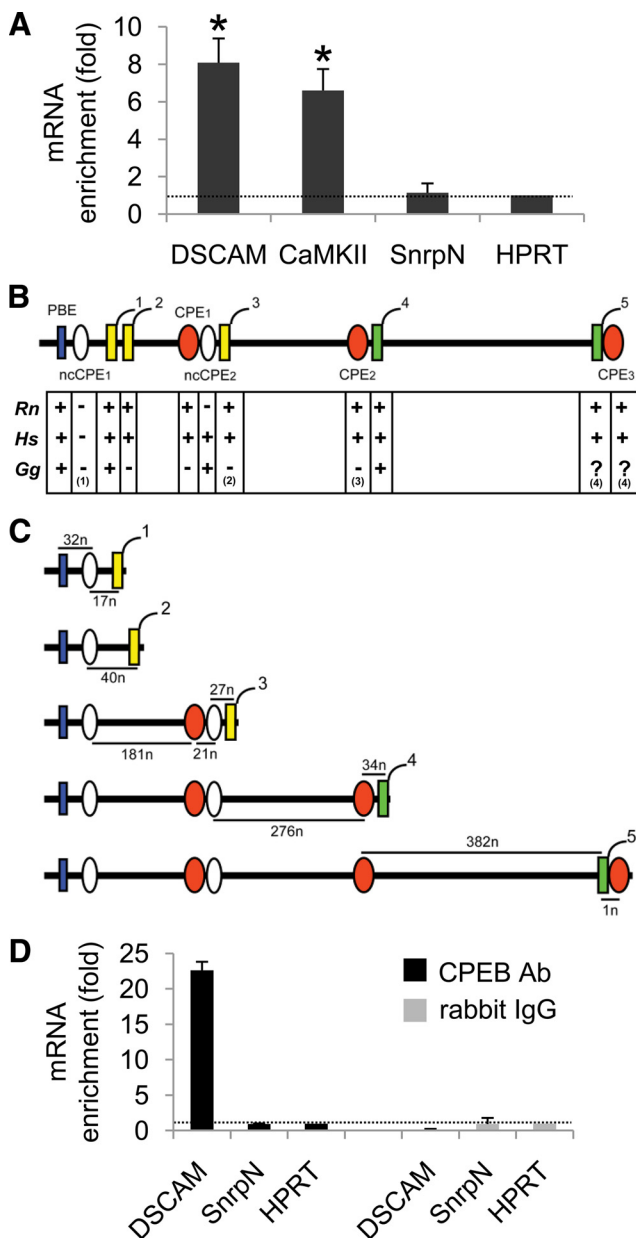 A
mRNA
enrichment (fold)
10
8
6
4
2
0
* *
DSCAM CaMKII SnrpN HPRT
B
PBE 1 2 CPE1 3 4 5
ncCPE1 ncCPE2 CPE2 CPE3
Rn + - + + + - + + + + +
Hs + - + + + + + + + + +
Gg + - + - - + - - + ? ?
(1) (2) (3) (4) (4)
C
32n 1
17n
2
40n
27n 3
181n 21n
34n 4
276n
382n 5
1n
D
mRNA
enrichment (fold)
25
20
15
10
5
0
CPEB Ab
rabbit IgG
DSCAM SnrpN HPRT DSCAM SnrpN HPRT